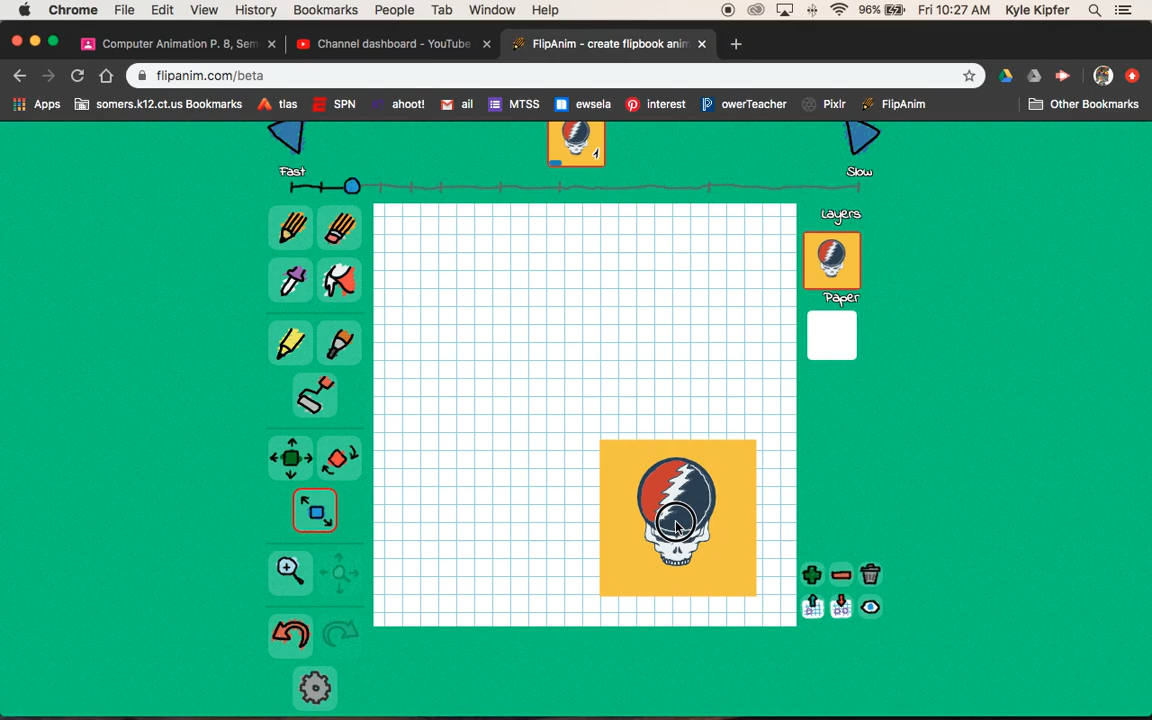 Chrome File Edit View History Bookmarks People Tab Window Help 96% Fri 10:27 AM Kyle Kipfer
Computer Animation P. 8, Sem Channel dashboard - YouTube FlipAnim - create flipbook anim
flipanim.com/beta
Apps somers.k12.ct.us Bookmarks tlas SPN ahoot! ail MTSS ewsela interest owerTeacher Pixlr FlipAnim Other Bookmarks
1
Fast Slow
Layers
Paper